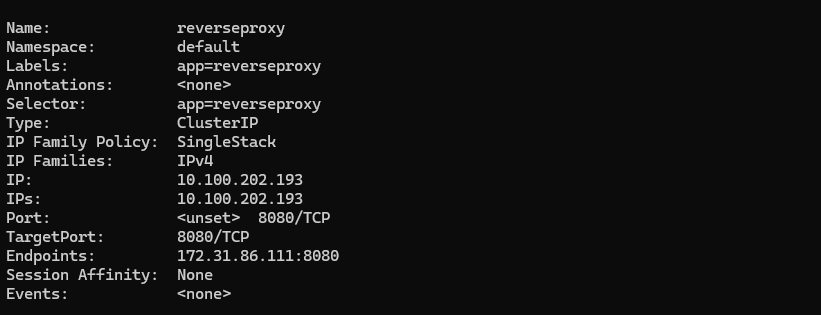 Name:              reverseproxy
Namespace:         default
Labels:            app=reverseproxy
Annotations:       <none>
Selector:          app=reverseproxy
Type:              ClusterIP
IP Family Policy:  SingleStack
IP Families:       IPv4
IP:                10.100.202.193
IPs:               10.100.202.193
Port:              <unset>  8080/TCP
TargetPort:        8080/TCP
Endpoints:         172.31.86.111:8080
Session Affinity:  None
Events:            <none>